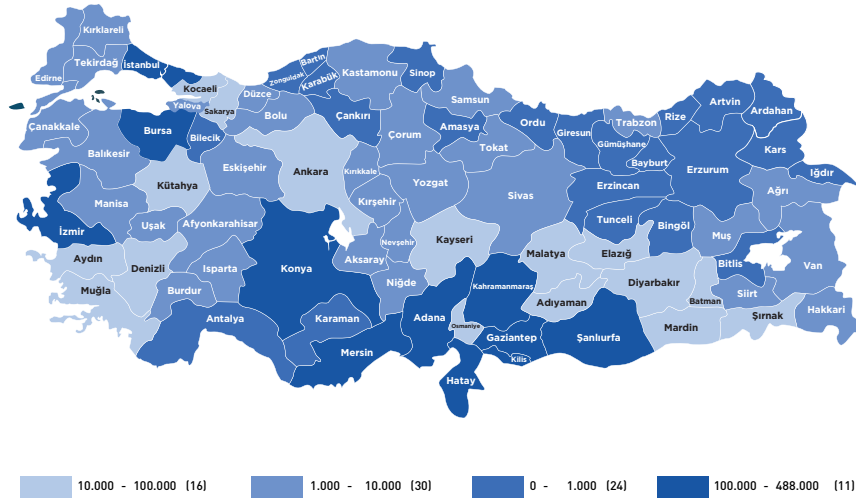 Kırklareli
Tekirdağ
Edirne
İstanbul
Kocaeli
Sakarya
Yalova
Düzce
Bolu
Zonguldak
Bartın
Karabük
Kastamonu
Sinop
Samsun
Çankırı
Çorum
Amasya
Tokat
Ordu
Giresun
Trabzon
Rize
Artvin
Ardahan
Gümüşhane
Bayburt
Kars
Iğdır
Erzurum
Ağrı
Çanakkale
Balıkesir
Bursa
Bilecik
Eskişehir
Kütahya
Ankara
Kırıkkale
Yozgat
Sivas
Erzincan
Tunceli
Bingöl
Muş
Bitlis
Van
Manisa
İzmir
Uşak
Afyonkarahisar
Kırşehir
Nevşehir
Aksaray
Kayseri
Malatya
Elazığ
Diyarbakır
Batman
Siirt
Hakkari
Şırnak
Mardin
Aydın
Denizli
Muğla
Isparta
Burdur
Konya
Niğde
Antalya
Karaman
Mersin
Adana
Osmaniye
Kahramanmaraş
Adıyaman
Gaziantep
Kilis
Şanlıurfa
Hatay
10.000 - 100.000 (16)
1.000 - 10.000 (30)
0 - 1.000 (24)
100.000 - 488.000 (11)